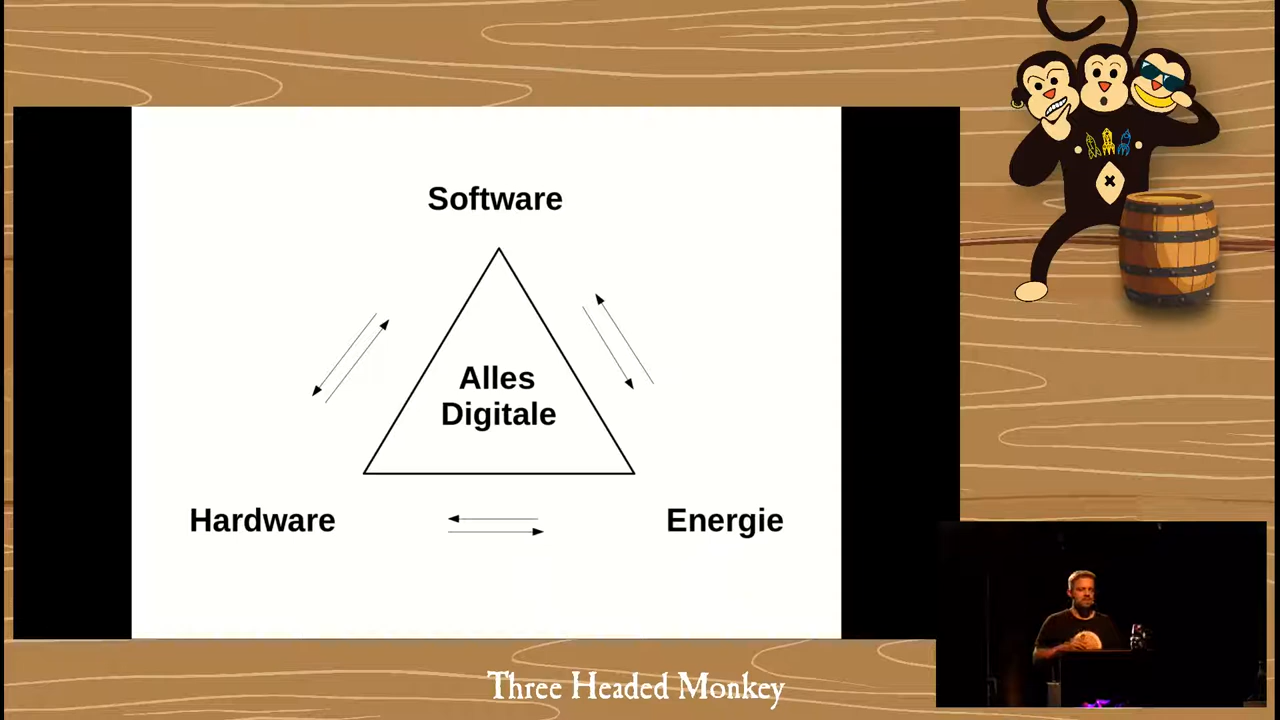 Software
Alles
Digitale
Hardware
Energie
Three Headed Monkey